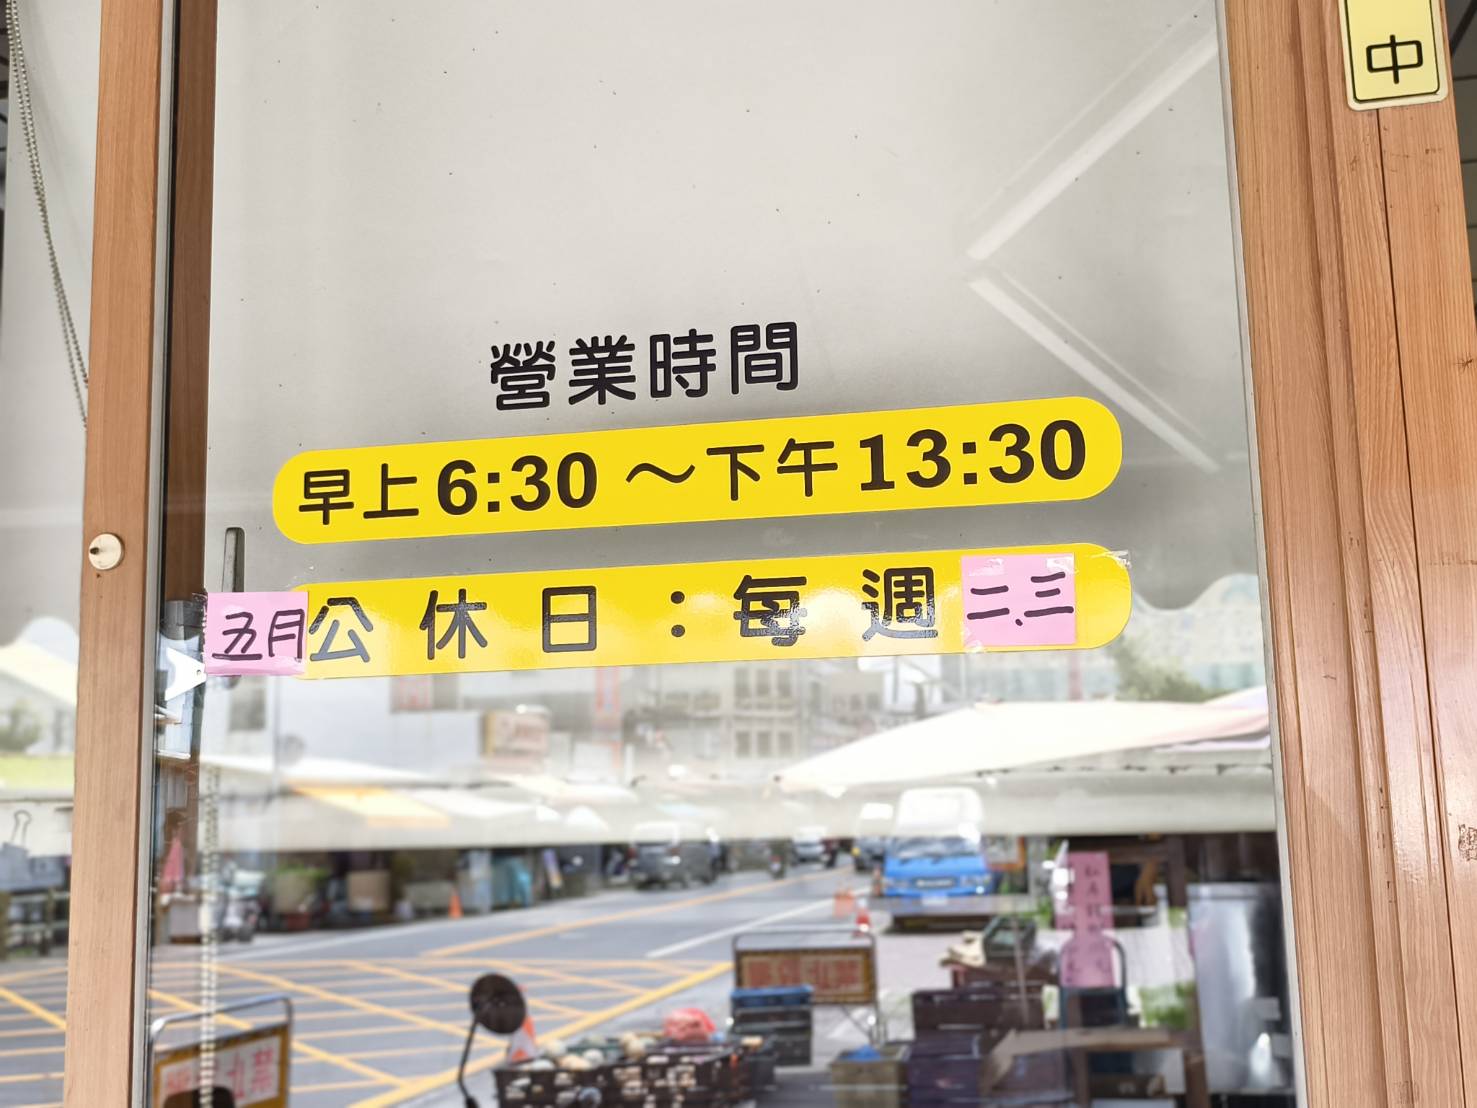 中
營業時間
早上6:30～下午13:30
五月公休日：每週二、三